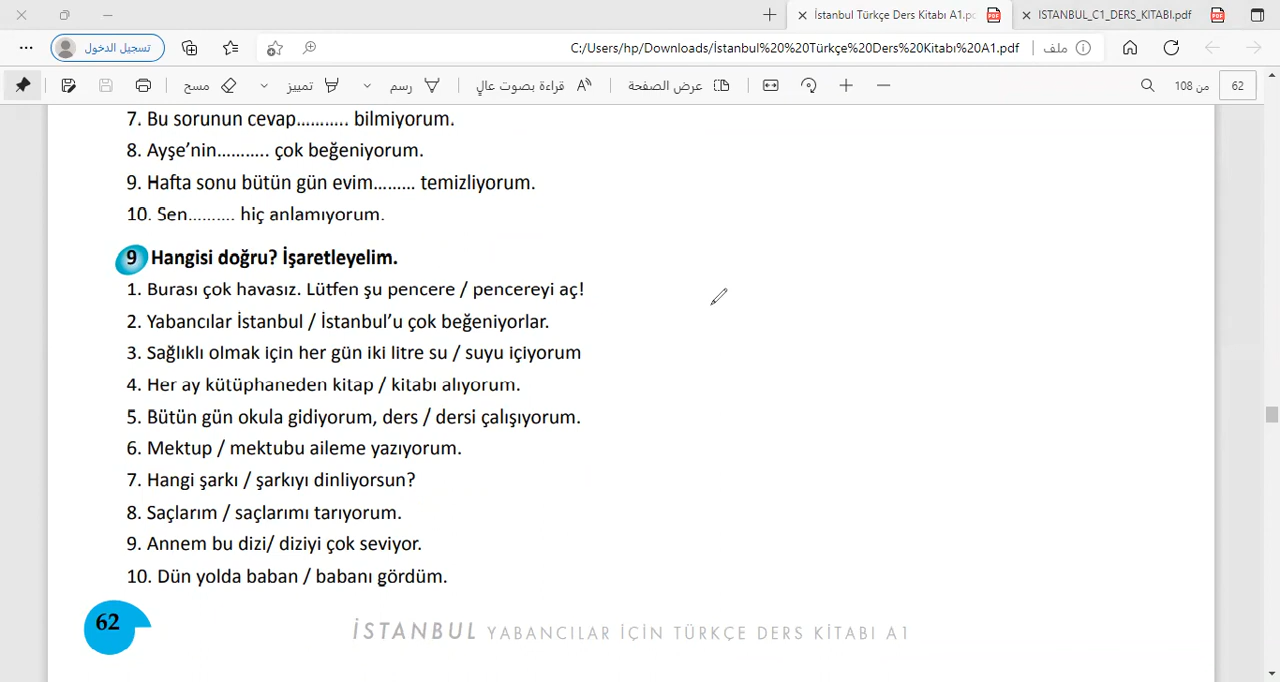 İstanbul Türkçe Ders Kitabı A1.pc
ISTANBUL_C1_DERS_KITABI.pdf
تسجيل الدخول
C:/Users/hp/Downloads/İstanbul%20%20Türkçe%20Ders%20Kitabı%20A1.pdf
ملف
مسح
تمييز
رسم
قراءة بصوت عالٍ
عرض الصفحة
من 108
62
7. Bu sorunun cevap........... bilmiyorum.
8. Ayşe’nin........... çok beğeniyorum.
9. Hafta sonu bütün gün evim......... temizliyorum.
10. Sen.......... hiç anlamıyorum.
9 Hangisi doğru? İşaretleyelim.
1. Burası çok havasız. Lütfen şu pencere / pencereyi aç!
2. Yabancılar İstanbul / İstanbul’u çok beğeniyorlar.
3. Sağlıklı olmak için her gün iki litre su / suyu içiyorum
4. Her ay kütüphaneden kitap / kitabı alıyorum.
5. Bütün gün okula gidiyorum, ders / dersi çalışıyorum.
6. Mektup / mektubu aileme yazıyorum.
7. Hangi şarkı / şarkıyı dinliyorsun?
8. Saçlarım / saçlarımı tarıyorum.
9. Annem bu dizi/ diziyi çok seviyor.
10. Dün yolda baban / babanı gördüm.
62
İSTANBUL YABANCILAR İÇİN TÜRKÇE DERS KİTABI A1